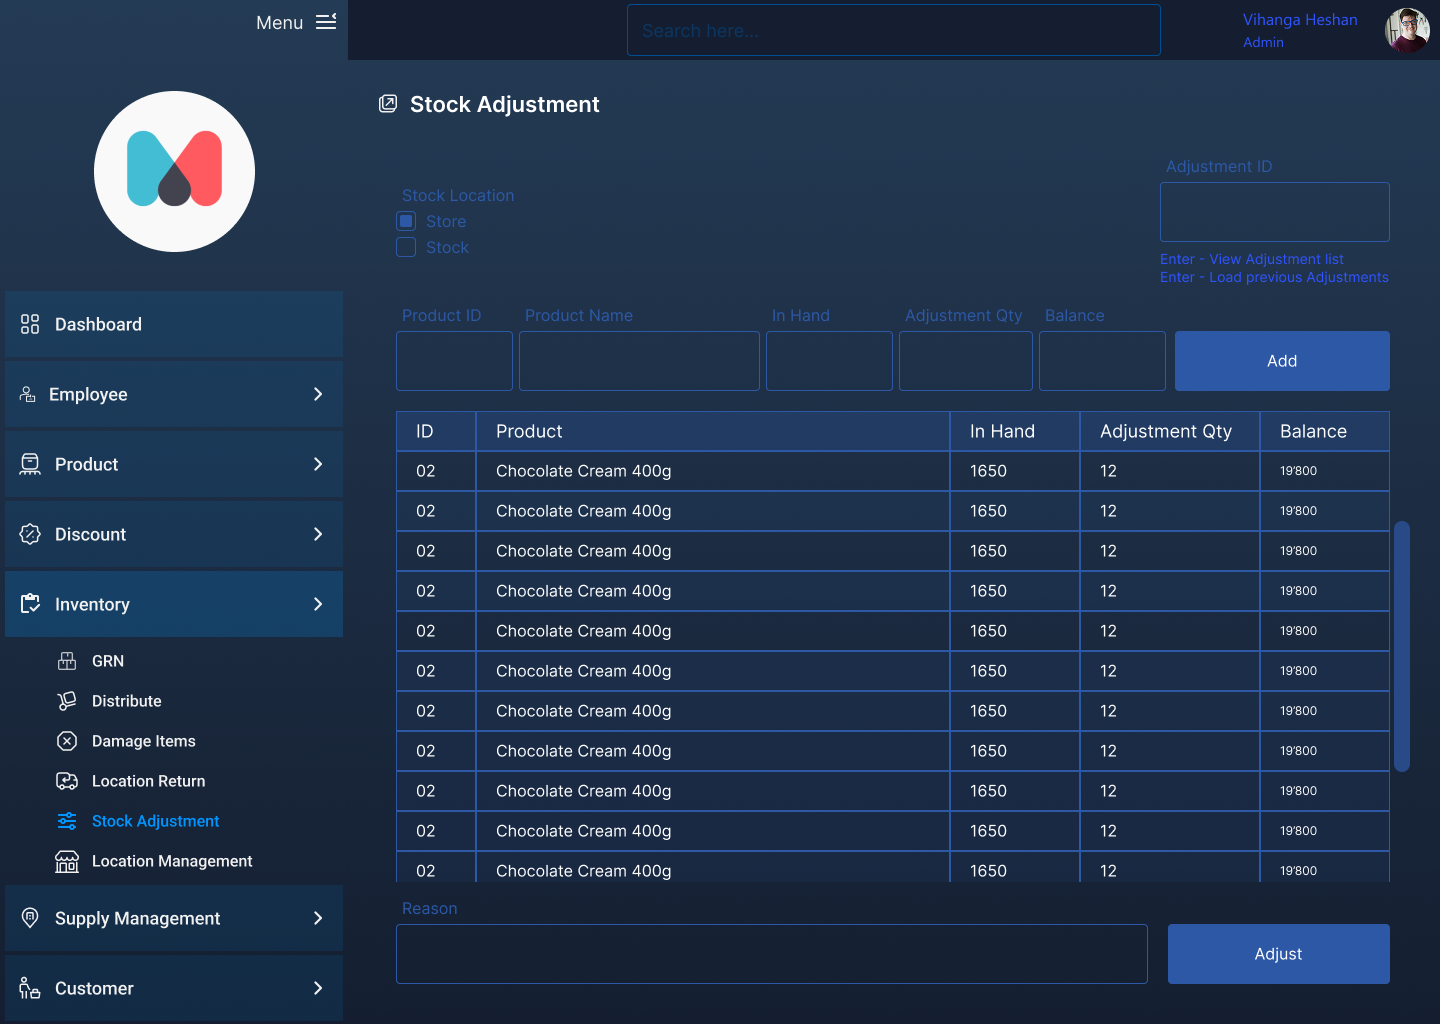 Menu
Search here...
Vihanga Heshan
Admin
Stock Adjustment
Adjustment ID
Stock Location
Store
Stock
Enter - View Adjustment list
Enter - Load previous Adjustments
Dashboard
Employee
Product
Discount
Inventory
GRN
Distribute
Damage Items
Location Return
Stock Adjustment
Location Management
Supply Management
Customer
Product ID Product Name In Hand Adjustment Qty Balance
Add
ID Product In Hand Adjustment Qty Balance
02 Chocolate Cream 400g 1650 12 19'800
02 Chocolate Cream 400g 1650 12 19'800
02 Chocolate Cream 400g 1650 12 19'800
02 Chocolate Cream 400g 1650 12 19'800
02 Chocolate Cream 400g 1650 12 19'800
02 Chocolate Cream 400g 1650 12 19'800
02 Chocolate Cream 400g 1650 12 19'800
02 Chocolate Cream 400g 1650 12 19'800
02 Chocolate Cream 400g 1650 12 19'800
02 Chocolate Cream 400g 1650 12 19'800
02 Chocolate Cream 400g 1650 12 19'800
Reason
Adjust